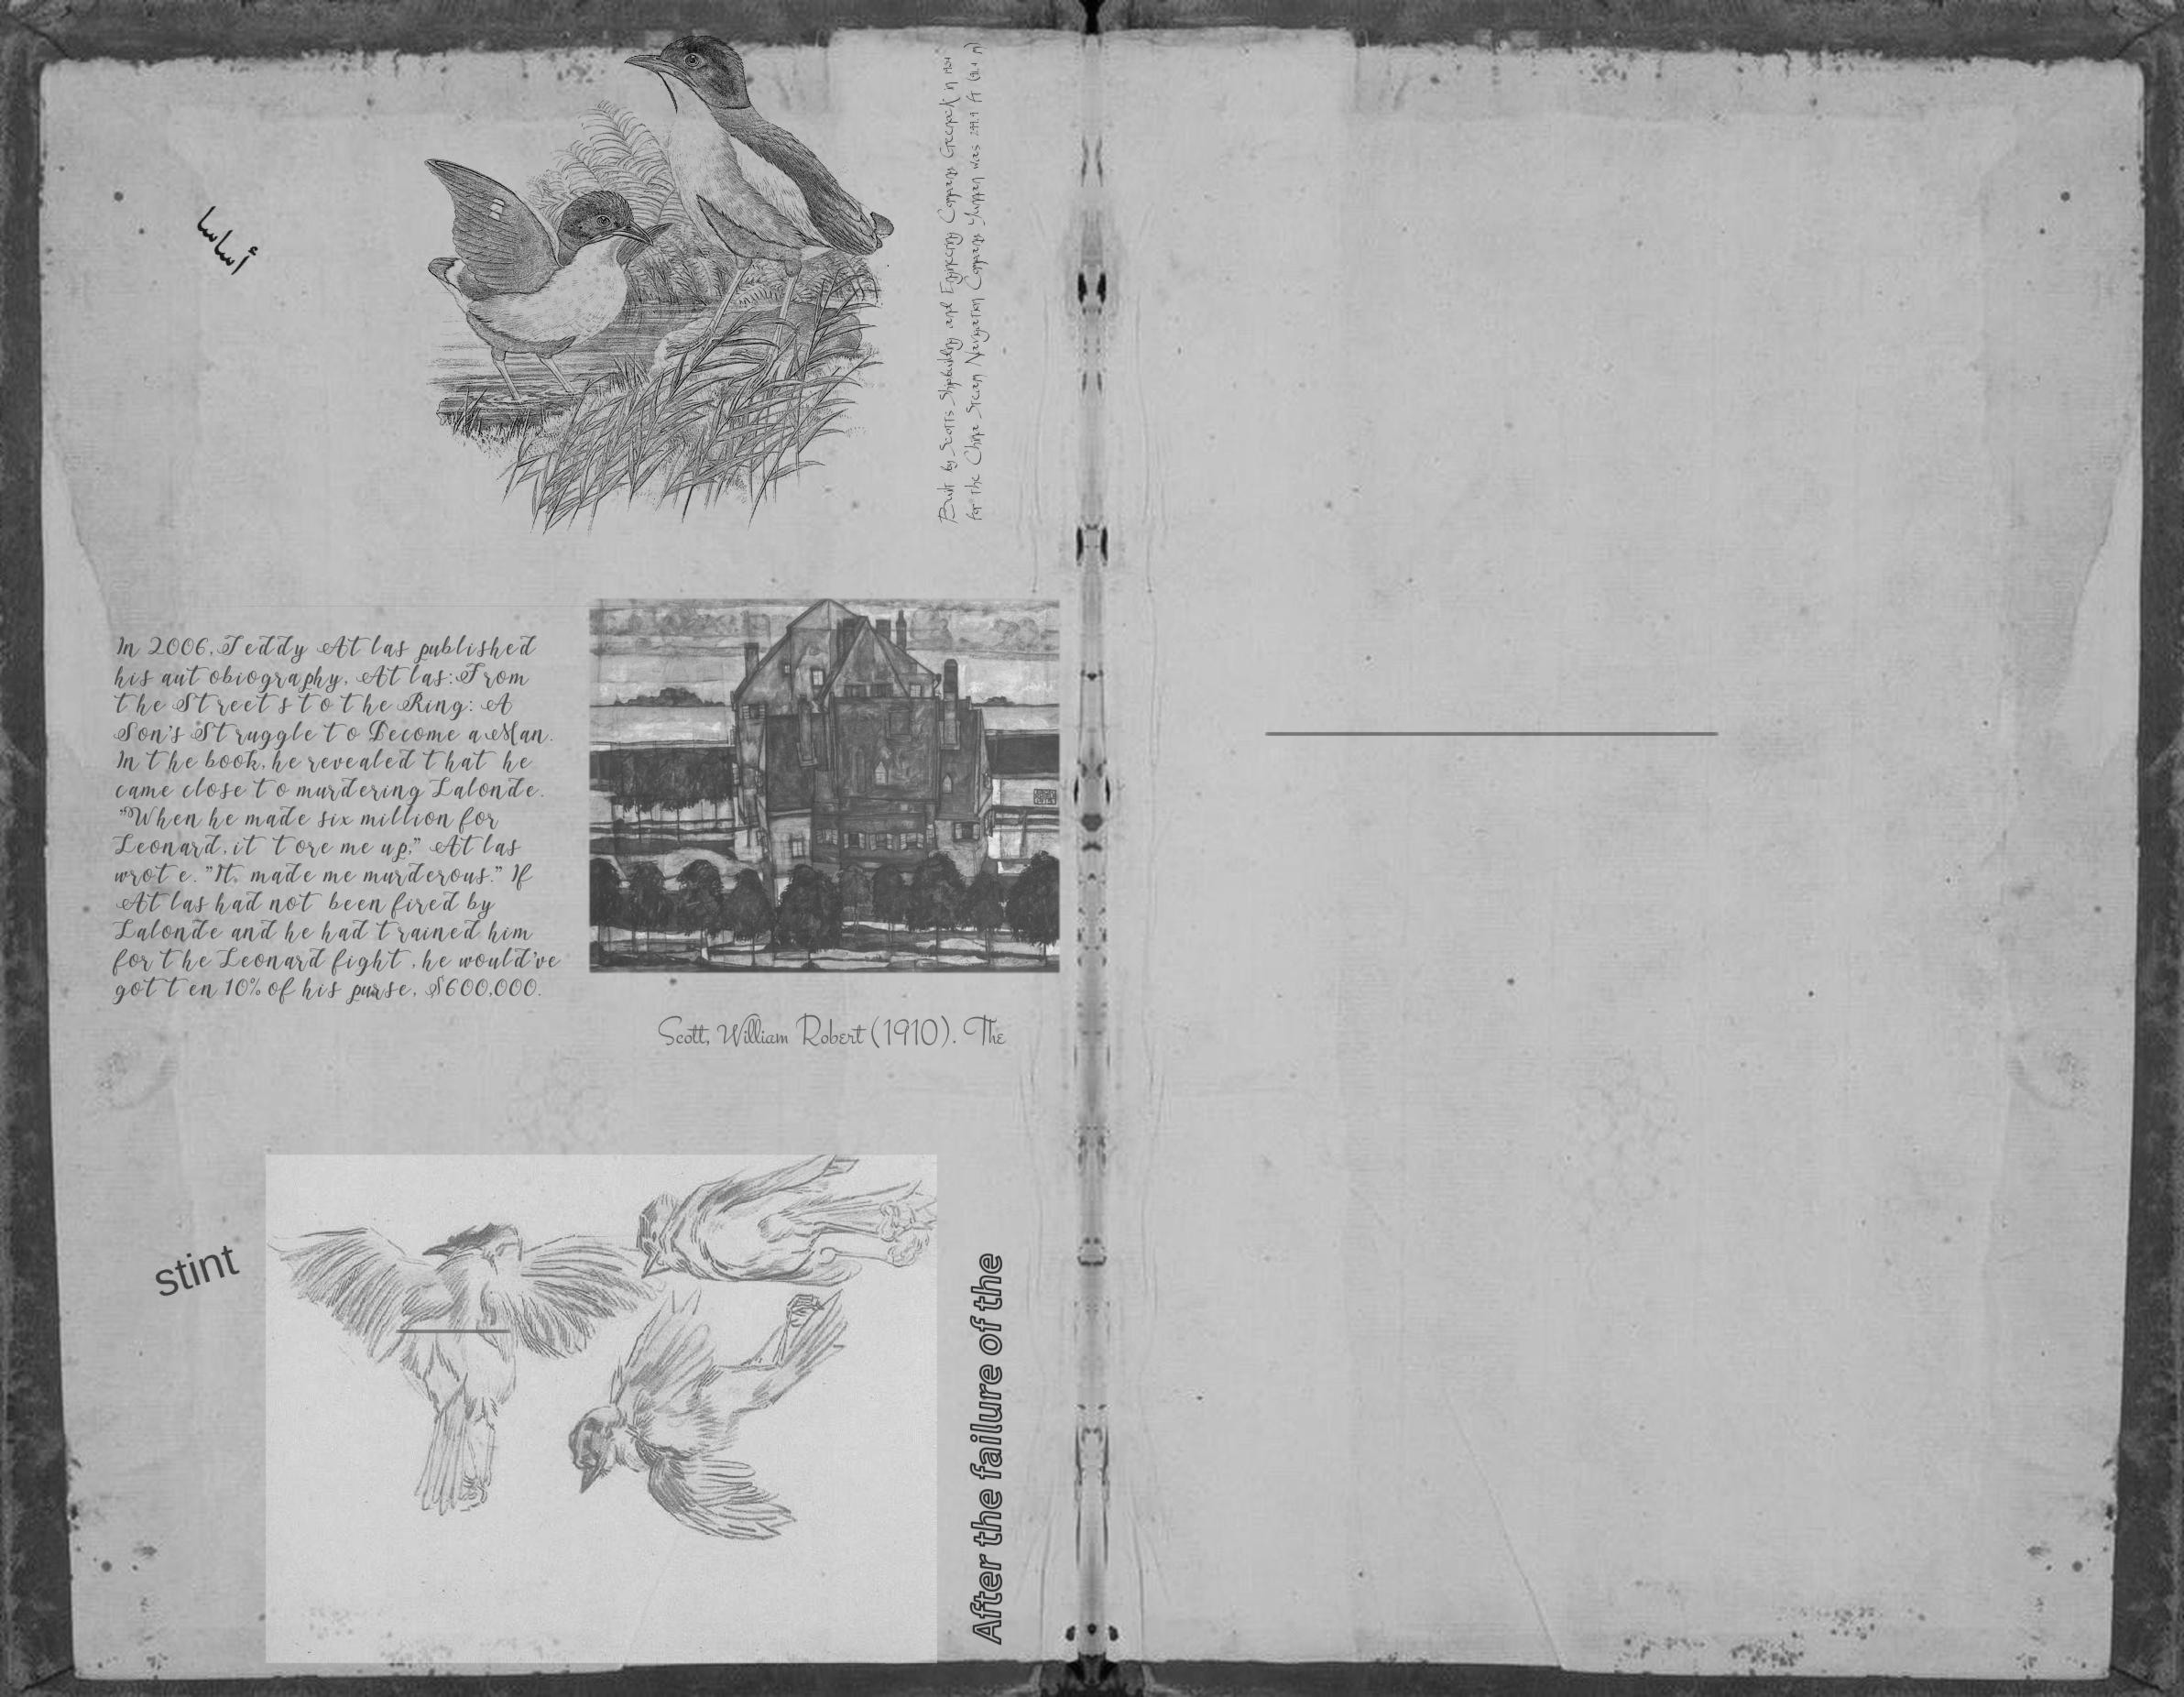 أساسا
Built by Scotts Shipbuilding and Engineering Company Greenock in 1934
for the China Steam Navigation Company Yunnan was 299.9 ft (91.4 m)
In 2006, Teddy Atlas published
his autobiography, Atlas: From
the Streets to the Ring: A
Son's Struggle to Become a Man.
In the book, he revealed that he
came close to murdering Lalonde.
"When he made six million for
Leonard, it tore me up," Atlas
wrote. "It made me murderous." If
Atlas had not been fired by
Lalonde and he had trained him
for the Leonard fight, he would've
gotten 10% of his purse, $600,000.
Scott, William Robert (1910). The
stint
After the failure of the